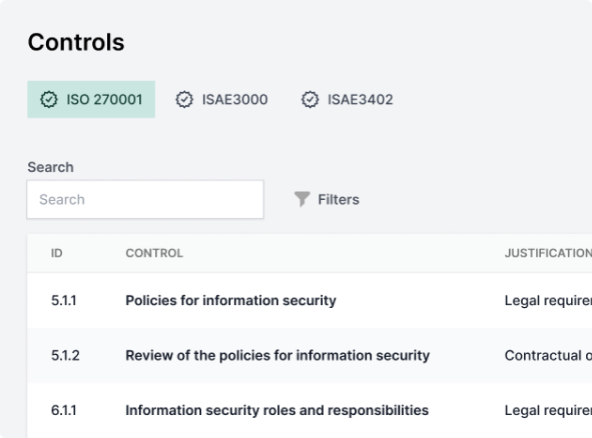 Controls
ISO 270001 ISAE3000 ISAE3402
Search
Search Filters
ID CONTROL JUSTIFICATION
5.1.1 Policies for information security Legal
5.1.2 Review of the policies for information security Contractual
6.1.1 Information security roles and responsibilities Legal